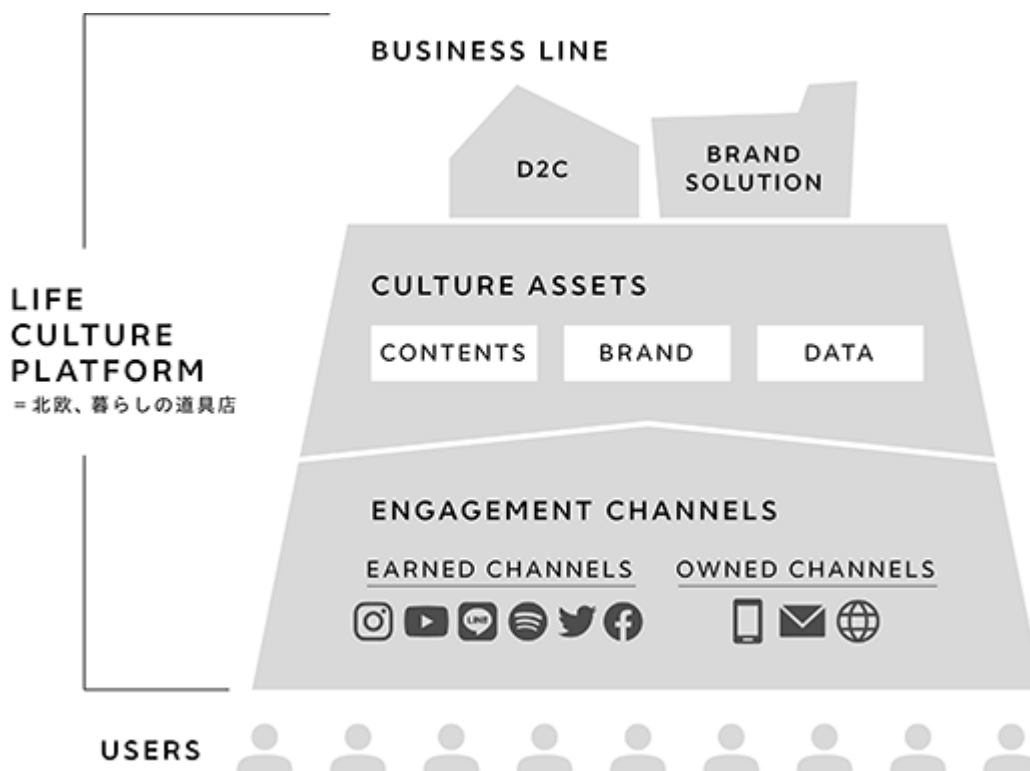 BUSINESS LINE
D2C
BRAND
SOLUTION
LIFE
CULTURE
PLATFORM
=北欧、暮らしの道具店
CULTURE ASSETS
CONTENTS
BRAND
DATA
ENGAGEMENT CHANNELS
EARNED CHANNELS
OWNED CHANNELS
LINE
USERS